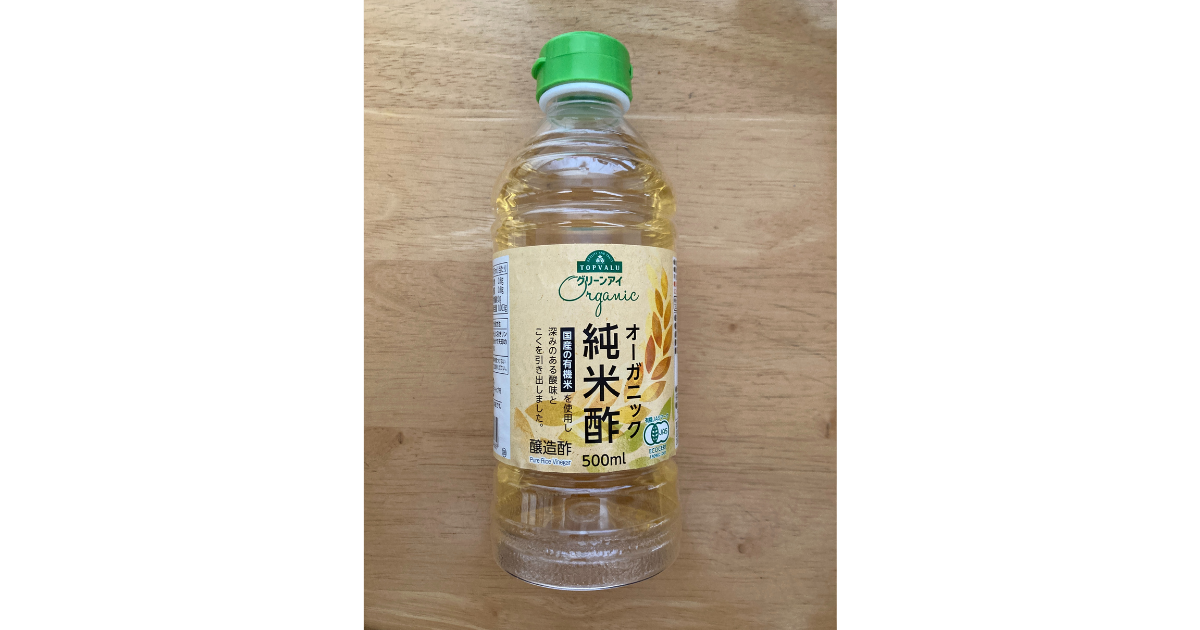 TOPVALU
グリーンアイ
Organic
オーガニック
純米酢
国産の有機米を使用し
深みのある酸味と
こくを引き出しました。
醸造酢
Pure Rice Vinegar
500ml
JAS